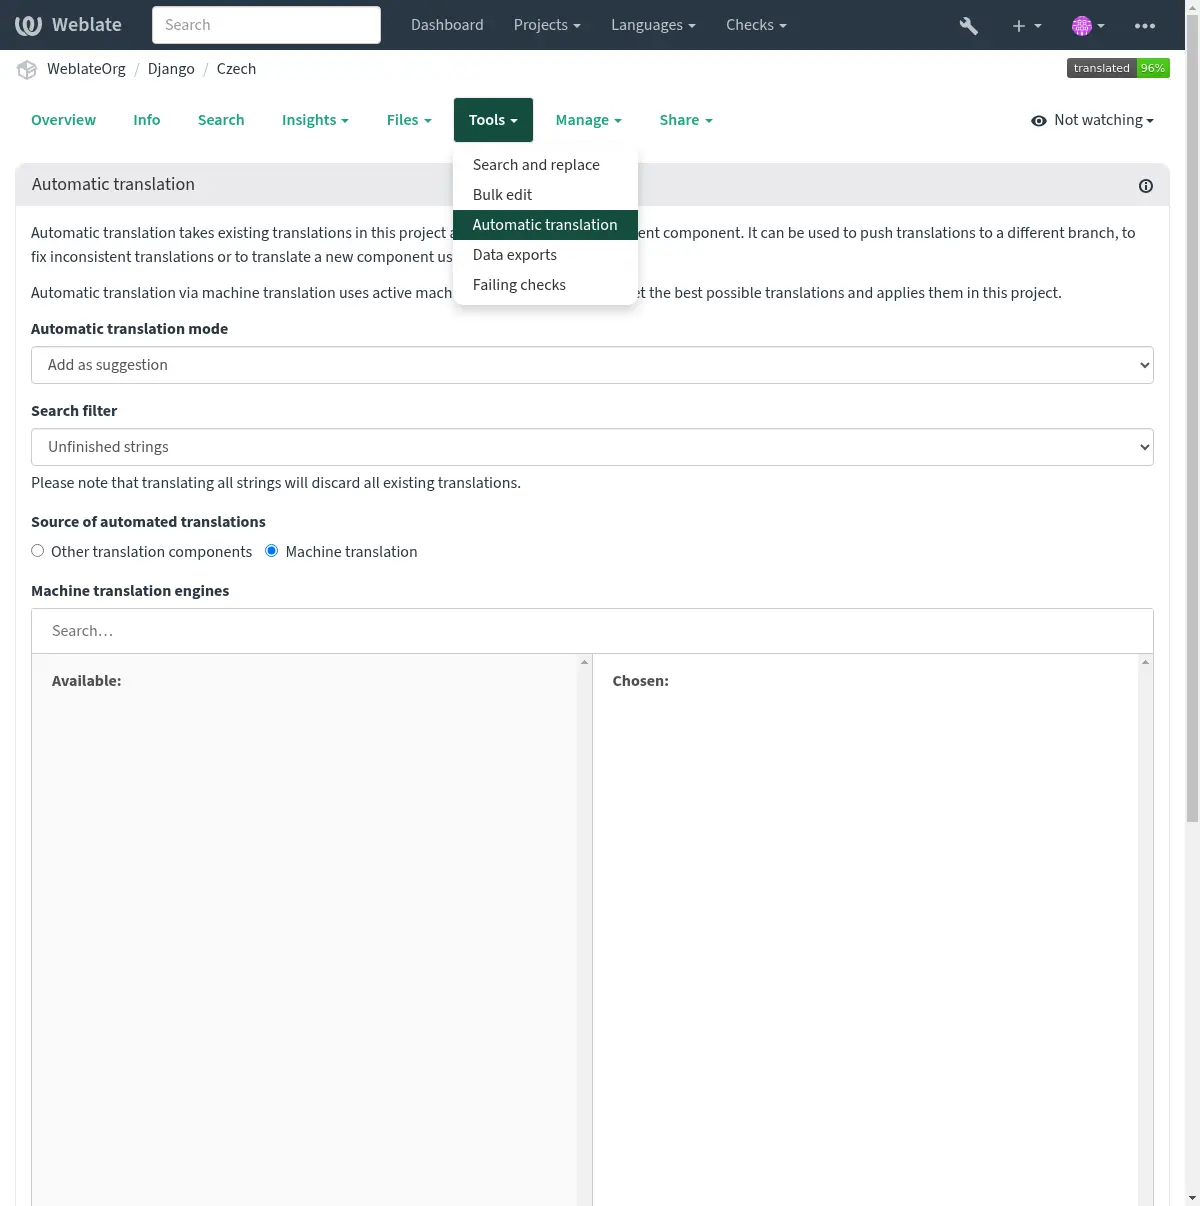 Weblate
Search
Dashboard
Projects
Languages
Checks
WeblateOrg / Django / Czech
translated 96%
Overview
Info
Search
Insights
Files
Tools
Manage
Share
Not watching
Search and replace
Bulk edit
Automatic translation
Data exports
Failing checks
Automatic translation
Automatic translation takes existing translations in this project ent component. It can be used to push translations to a different branch, to
fix inconsistent translations or to translate a new component us
Automatic translation via machine translation uses active mach et the best possible translations and applies them in this project.
Automatic translation mode
Add as suggestion
Search filter
Unfinished strings
Please note that translating all strings will discard all existing translations.
Source of automated translations
Other translation components
Machine translation
Machine translation engines
Search…
Available:
Chosen: